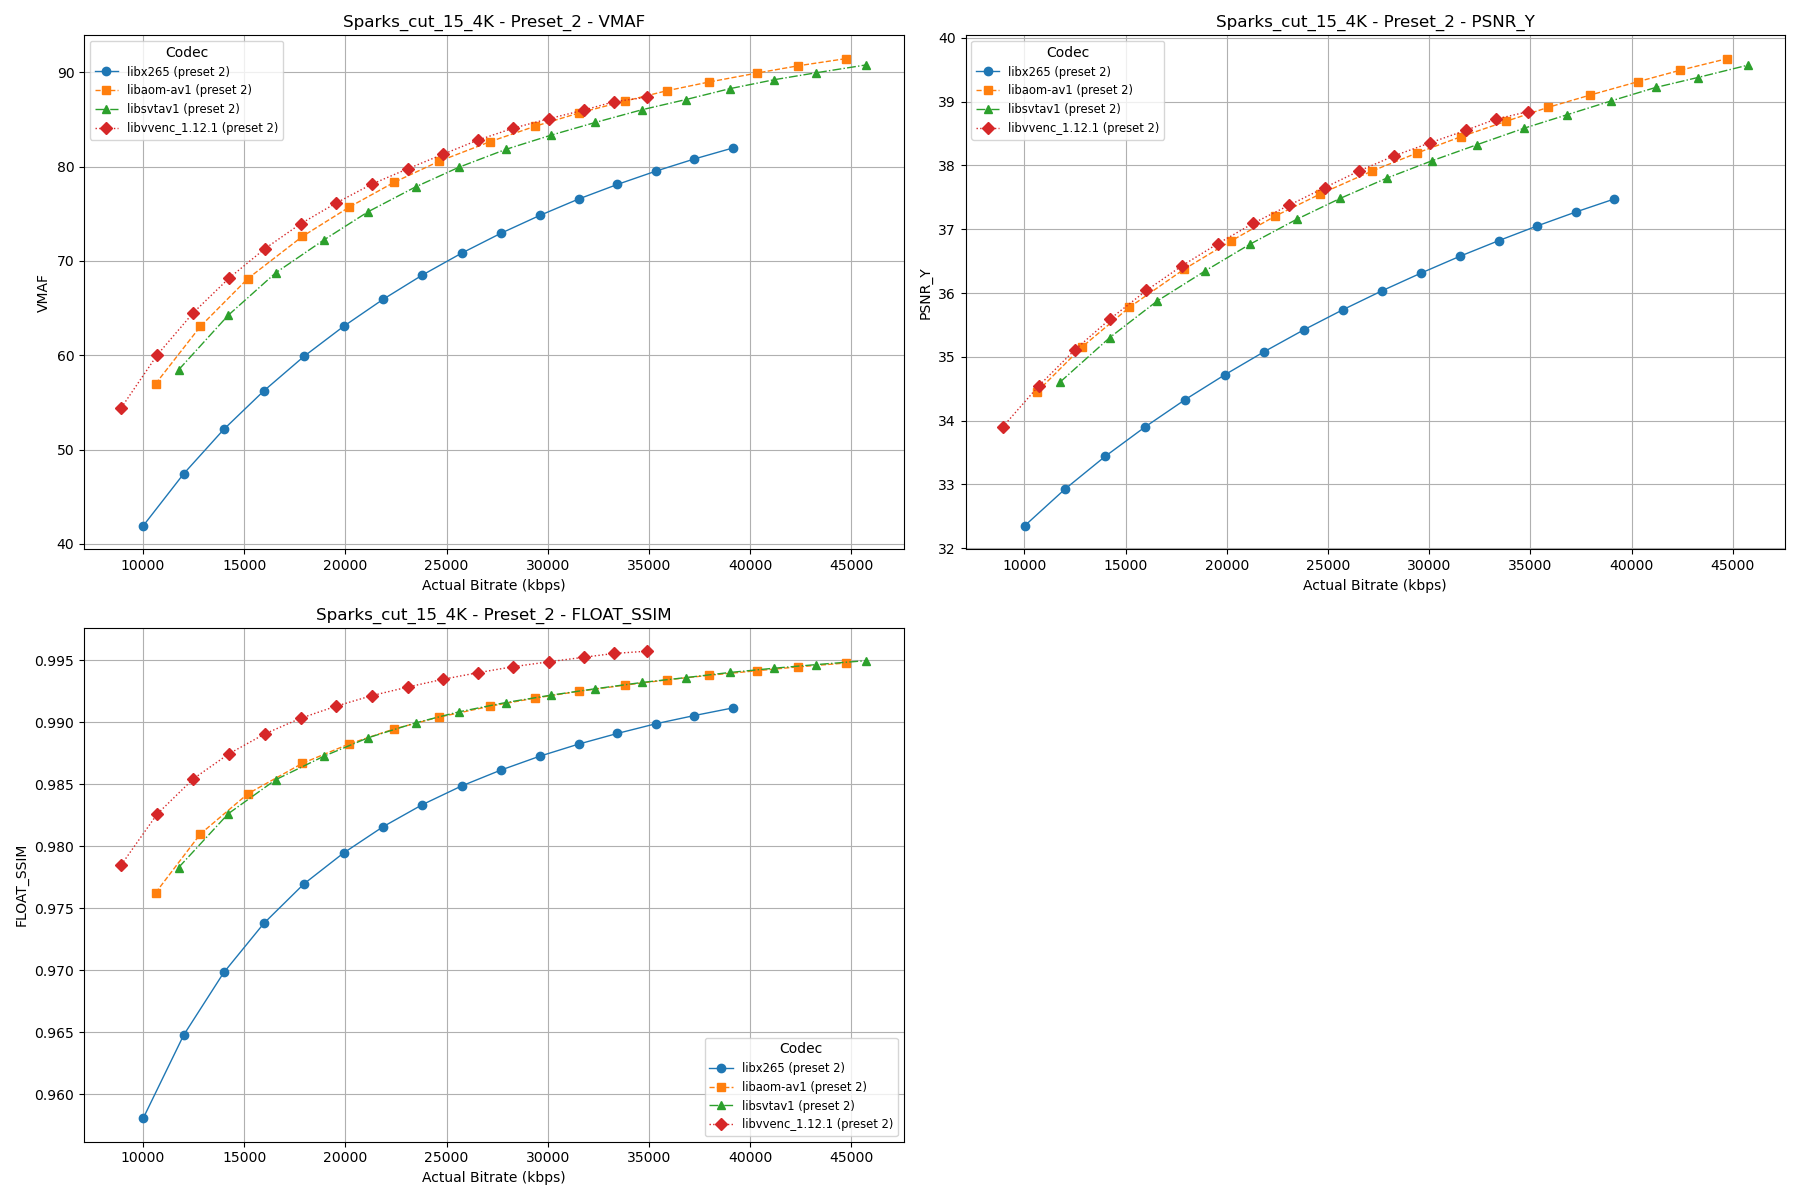 Sparks_cut_15_4K - Preset_2 - VMAF
Codec
libx265 (preset 2)
libaom-av1 (preset 2)
libsvtav1 (preset 2)
libvvenc_1.12.1 (preset 2)
VMAF
90
80
70
60
50
40
10000 15000 20000 25000 30000 35000 40000 45000
Actual Bitrate (kbps)
Sparks_cut_15_4K - Preset_2 - PSNR_Y
Codec
libx265 (preset 2)
libaom-av1 (preset 2)
libsvtav1 (preset 2)
libvvenc_1.12.1 (preset 2)
PSNR_Y
40
39
38
37
36
35
34
33
32
10000 15000 20000 25000 30000 35000 40000 45000
Actual Bitrate (kbps)
Sparks_cut_15_4K - Preset_2 - FLOAT_SSIM
FLOAT_SSIM
0.995
0.990
0.985
0.980
0.975
0.970
0.965
0.960
Codec
libx265 (preset 2)
libaom-av1 (preset 2)
libsvtav1 (preset 2)
libvvenc_1.12.1 (preset 2)
10000 15000 20000 25000 30000 35000 40000 45000
Actual Bitrate (kbps)